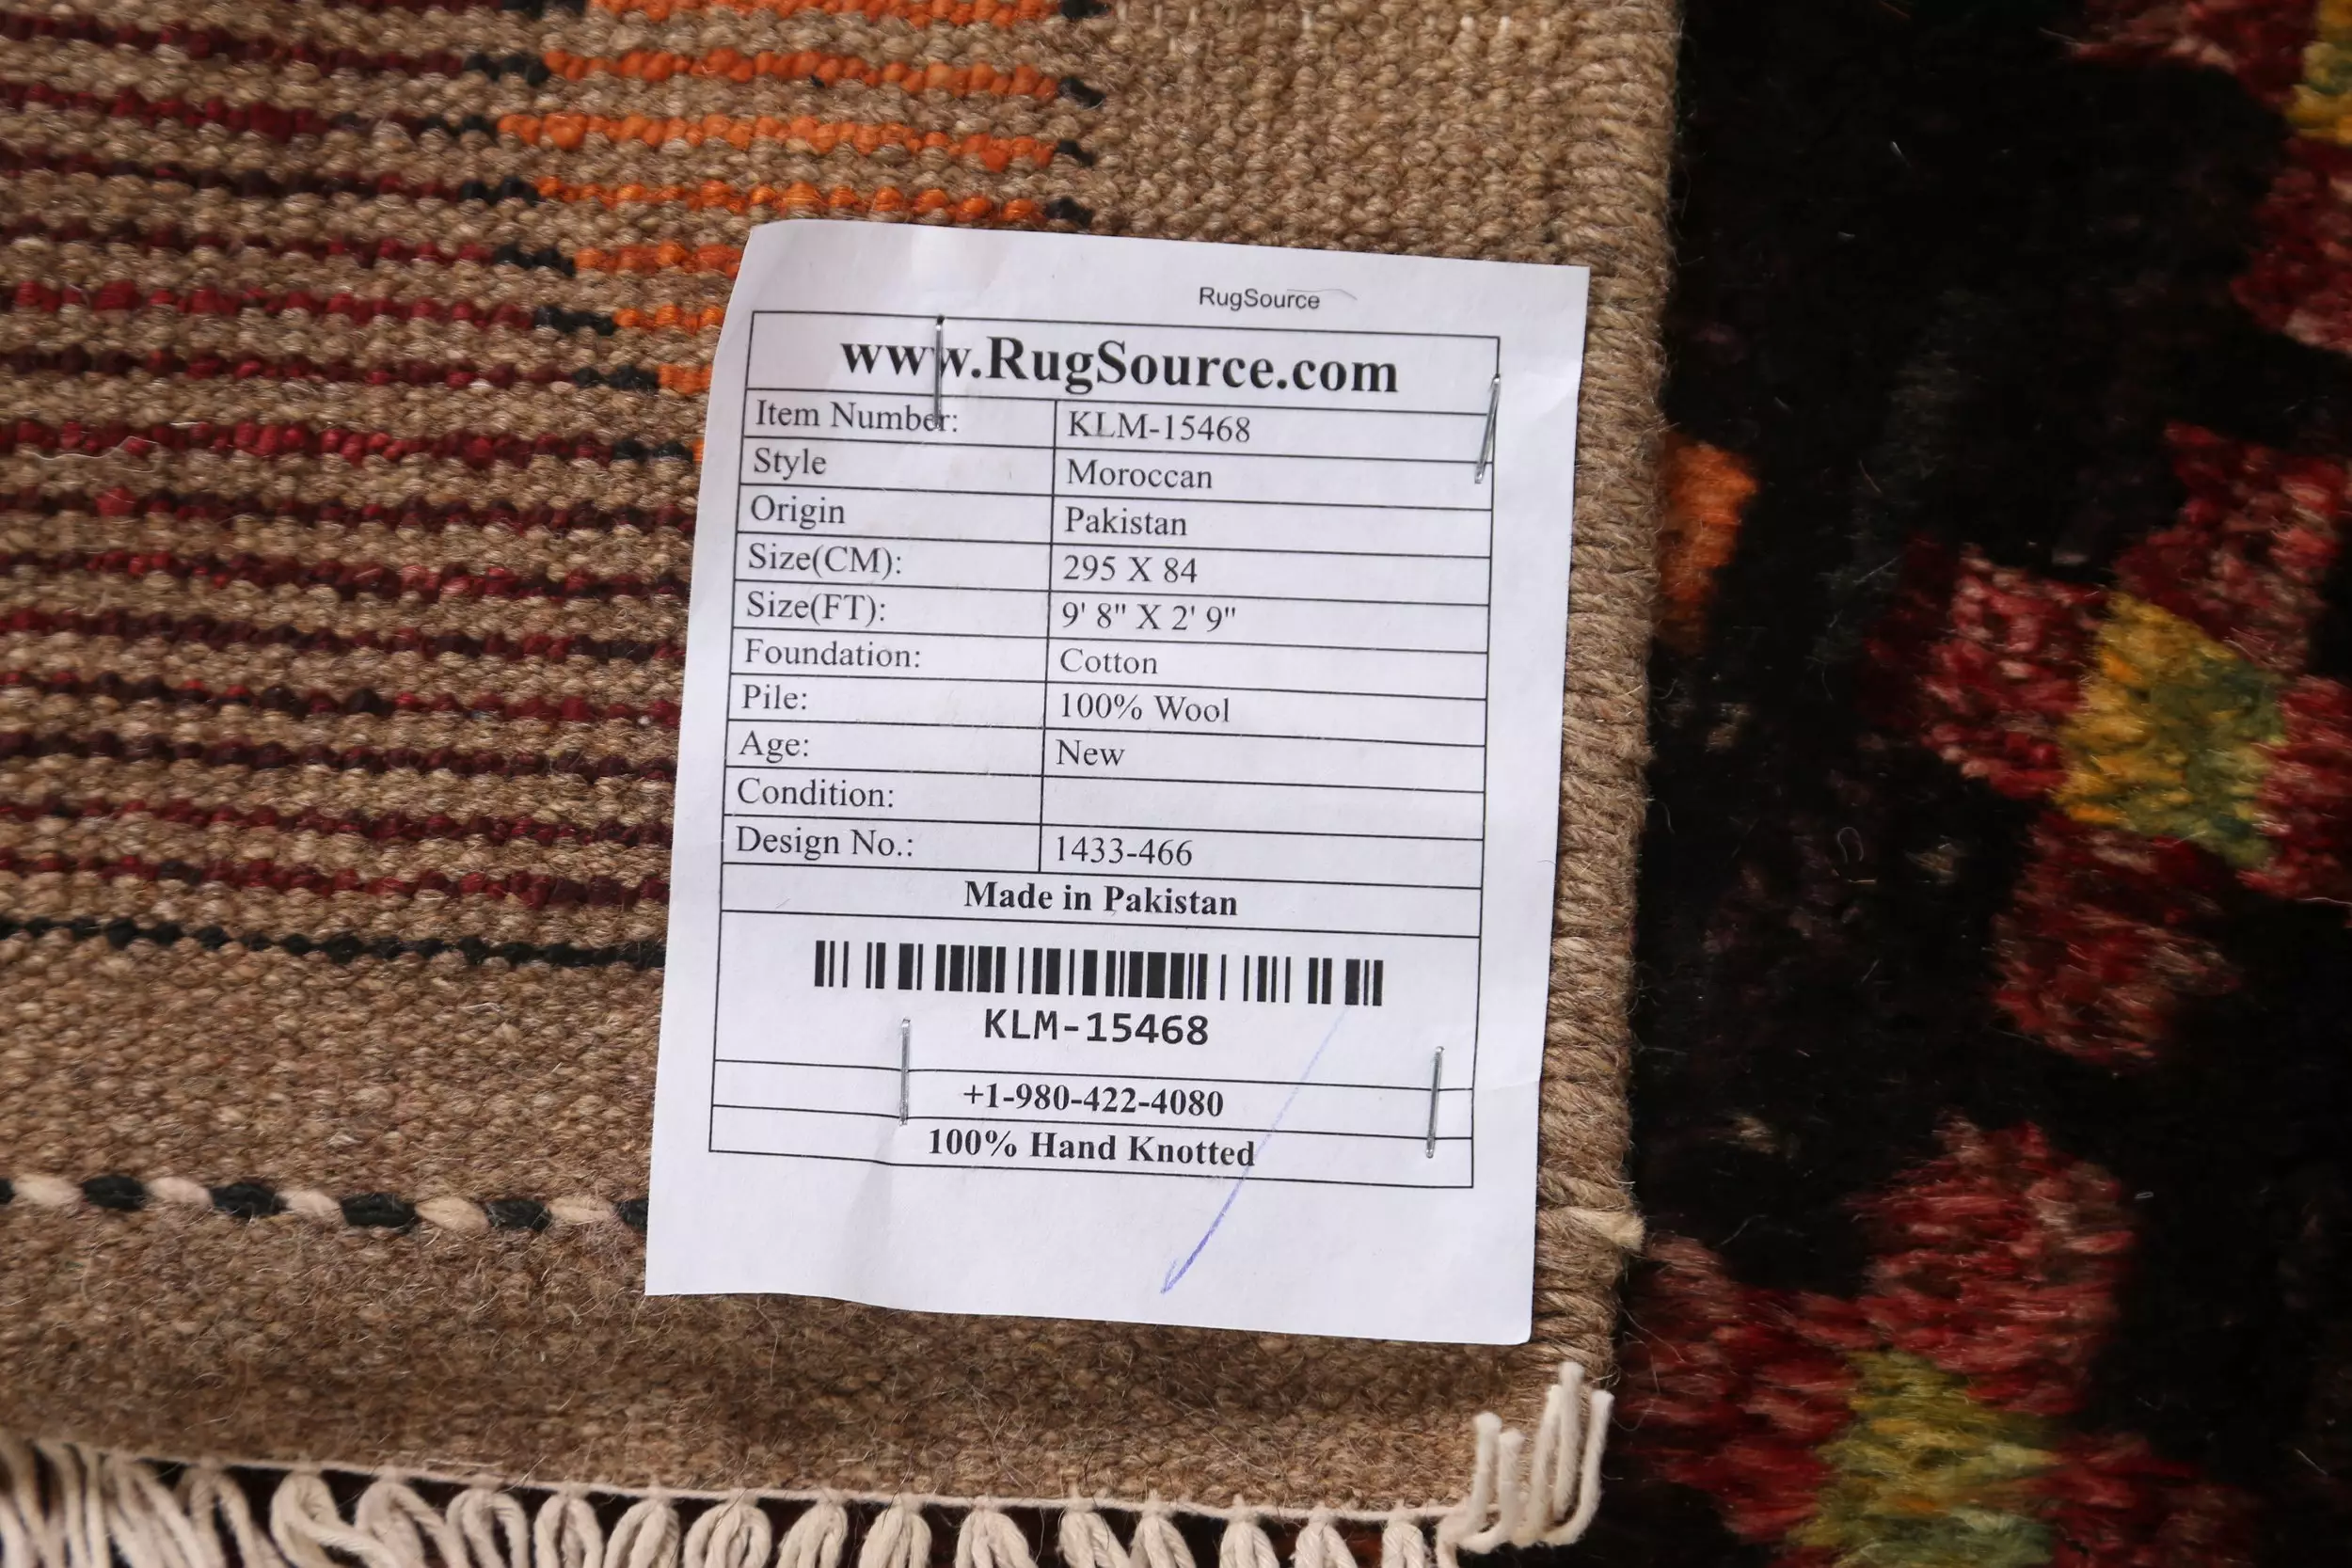 RugSource
www.RugSource.com
Item Number: KLM-15468
Style Moroccan
Origin Pakistan
Size(CM): 295 X 84
Size(FT): 9' 8" X 2' 9"
Foundation: Cotton
Pile: 100% Wool
Age: New
Condition:
Design No.: 1433-466
Made in Pakistan
KLM-15468
+1-980-422-4080
100% Hand Knotted